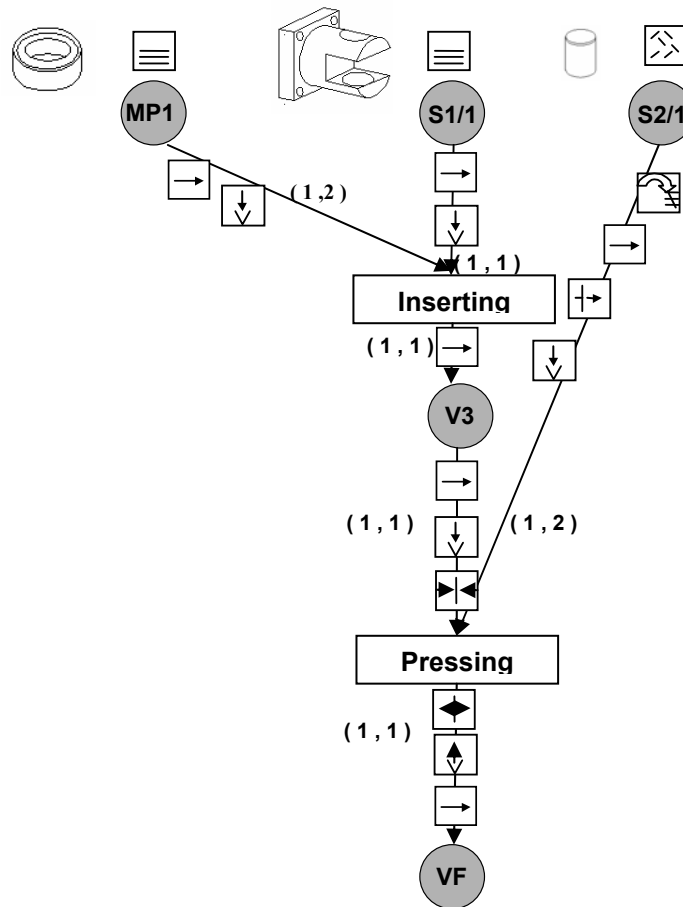 MP1
S1/1
S2/1
( 1 ,2 )
( 1 , 1 )
Inserting
( 1 , 1 )
V3
( 1 , 1 )
( 1 , 2 )
Pressing
( 1 , 1 )
VF